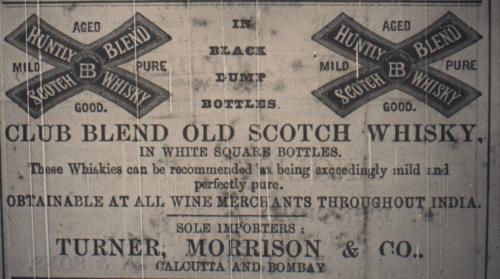 AGED
HUNTLY BLEND
MILD HB PURE
SCOTCH WHISKY
GOOD.
IN
BLACK
DUMP
BOTTLES.
AGED
HUNTLY BLEND
MILD HB PURE
SCOTCH WHISKY
GOOD.
CLUB BLEND OLD SCOTCH WHISKY,
IN WHITE SQUARE BOTTLES.
These Whiskies can be recommended as being exceedingly mild and
perfectly pure.
OBTAINABLE AT ALL WINE MERCHANTS THROUGHOUT INDIA.
SOLE IMPORTERS:
TURNER, MORRISON & CO.,
CALCUTTA AND BOMBAY